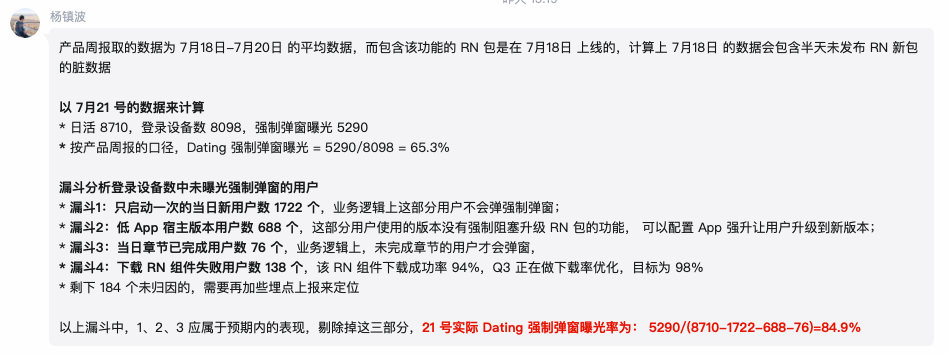 杨镇波
产品周报取的数据为 7月18日-7月20日 的平均数据，而包含该功能的 RN 包是在 7月18日 上线的，计算上 7月18日 的数据会包含半天未发布 RN 新包
的脏数据
以 7月21 号的数据来计算
* 日活 8710，登录设备数 8098，强制弹窗曝光 5290
* 按产品周报的口径，Dating 强制弹窗曝光 = 5290/8098 = 65.3%
漏斗分析登录设备数中未曝光强制弹窗的用户
* 漏斗1：只启动一次的当日新用户数 1722 个，业务逻辑上这部分用户不会弹强制弹窗；
* 漏斗2：低 App 宿主版本用户数 688 个，这部分用户使用的版本没有强制阻塞升级 RN 包的功能， 可以配置 App 强升让用户升级到新版本；
* 漏斗3：当日章节已完成用户数 76 个，业务逻辑上，未完成章节的用户才会弹窗，
* 漏斗4：下载 RN 组件失败用户数 138 个，该 RN 组件下载成功率 94%，Q3 正在做下载率优化，目标为 98%
* 剩下 184 个未归因的，需要再加些埋点上报来定位
以上漏斗中，1、2、3 应属于预期内的表现，剔除掉这三部分，21 号实际 Dating 强制弹窗曝光率为： 5290/(8710-1722-688-76)=84.9%